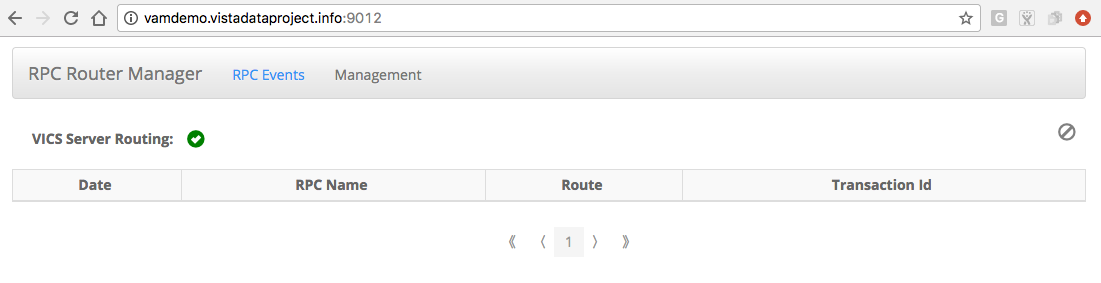 vamdemo.vistadataproject.info:9012
RPC Router Manager RPC Events Management
VICS Server Routing:
Date RPC Name Route Transaction Id
⟪ ⟨ 1 ⟩ ⟫